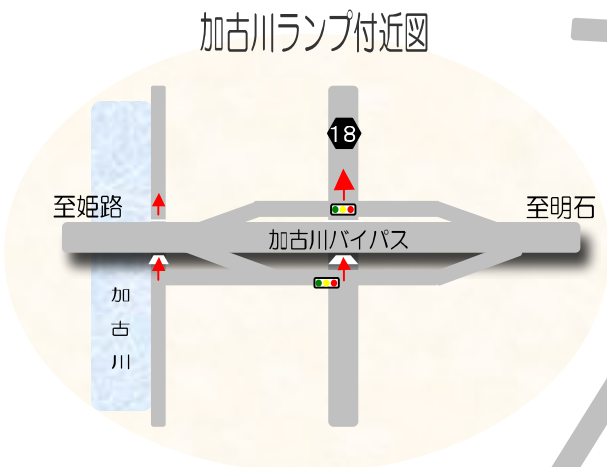 加古川ランプ付近図
18
至姫路
至明石
加古川バイパス
加
古
川